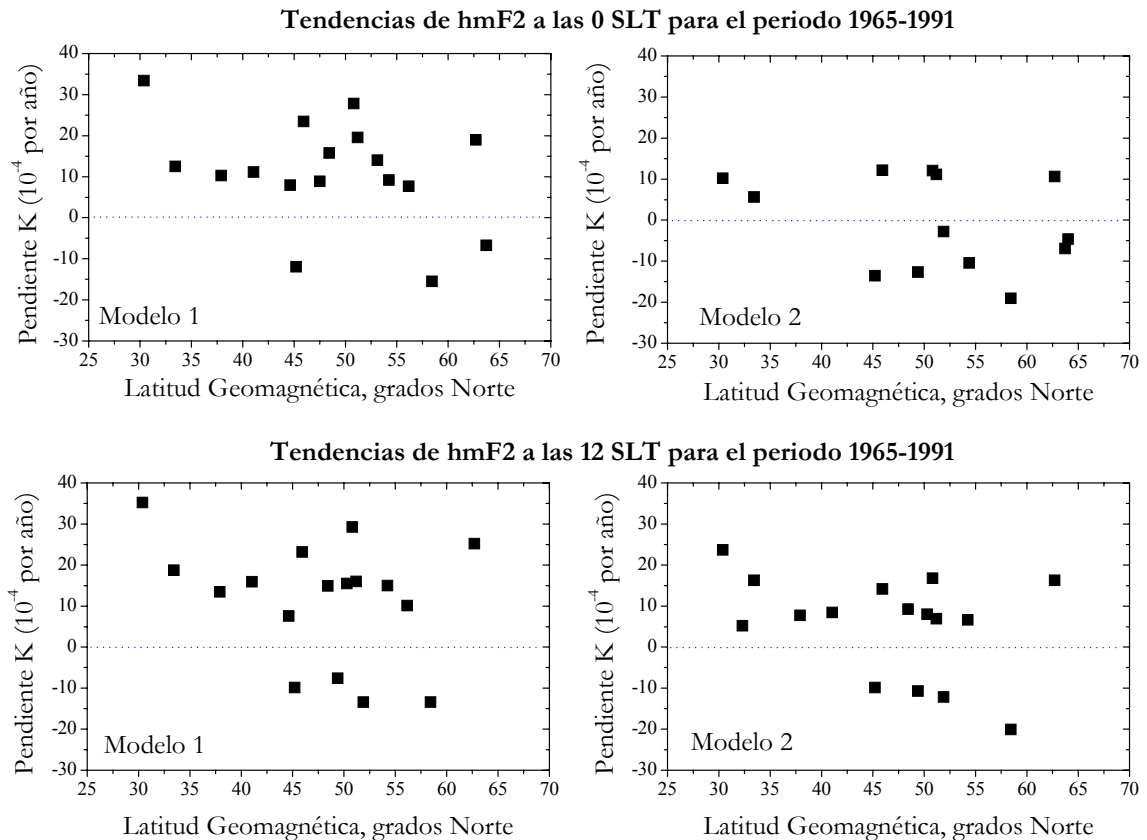 Tendencias de hmF2 a las 0 SLT para el periodo 1965-1991
40
30
20
10
0
-10
-20
-30
25 30 35 40 45 50 55 60 65 70
Pendiente K (10⁻⁴ por año)
Modelo 1
Latitud Geomagnética, grados Norte
40
30
20
10
0
-10
-20
-30
25 30 35 40 45 50 55 60 65 70
Pendiente K (10⁻⁴ por año)
Modelo 2
Latitud Geomagnética, grados Norte
Tendencias de hmF2 a las 12 SLT para el periodo 1965-1991
40
30
20
10
0
-10
-20
-30
25 30 35 40 45 50 55 60 65 70
Pendiente K (10⁻⁴ por año)
Modelo 1
Latitud Geomagnética, grados Norte
40
30
20
10
0
-10
-20
-30
25 30 35 40 45 50 55 60 65 70
Pendiente K (10⁻⁴ por año)
Modelo 2
Latitud Geomagnética, grados Norte